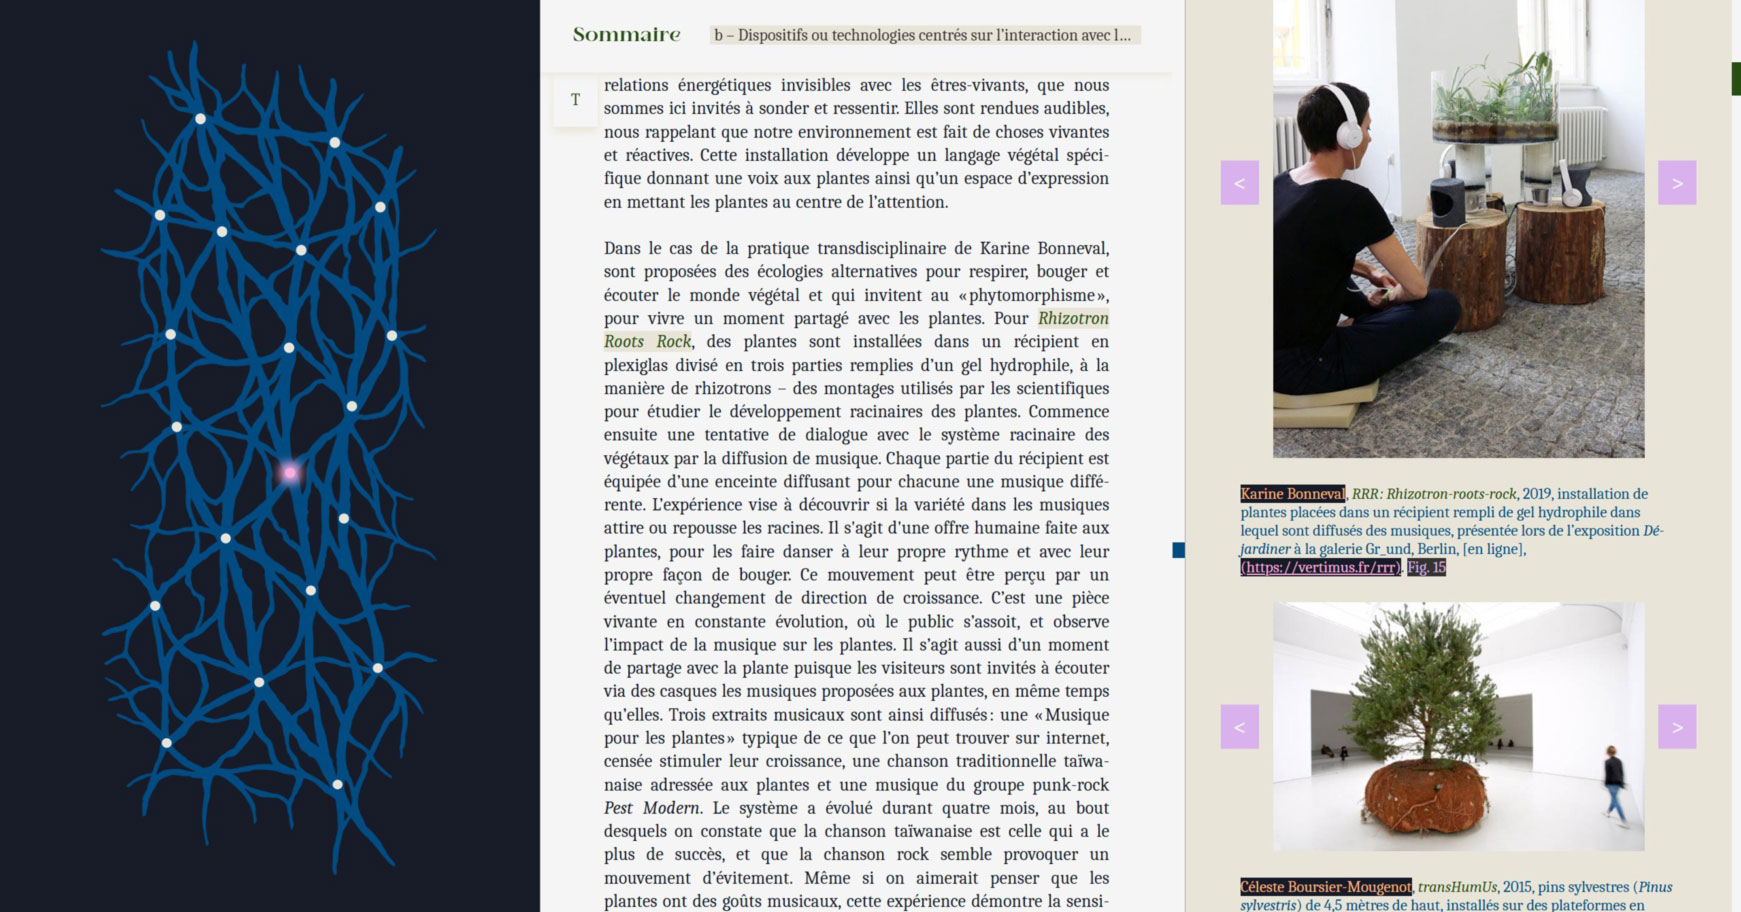 Sommaire
b – Dispositifs ou technologies centrés sur l'interaction avec l…
T
relations énergétiques invisibles avec les êtres-vivants, que nous
sommes ici invités à sonder et ressentir. Elles sont rendues audibles,
nous rappelant que notre environnement est fait de choses vivantes
et réactives. Cette installation développe un langage végétal spéci-
fique donnant une voix aux plantes ainsi qu'un espace d'expression
en mettant les plantes au centre de l'attention.
Dans le cas de la pratique transdisciplinaire de Karine Bonneval,
sont proposées des écologies alternatives pour respirer, bouger et
écouter le monde végétal et qui invitent au « phytomorphisme »,
pour vivre un moment partagé avec les plantes. Pour Rhizotron
Roots Rock, des plantes sont installées dans un récipient en
plexiglas divisé en trois parties remplies d'un gel hydrophile, à la
manière de rhizotrons – des montages utilisés par les scientifiques
pour étudier le développement racinaires des plantes. Commence
ensuite une tentative de dialogue avec le système racinaire des
végétaux par la diffusion de musique. Chaque partie du récipient est
équipée d'une enceinte diffusant pour chacune une musique diffé-
rente. L'expérience vise à découvrir si la variété dans les musiques
attire ou repousse les racines. Il s'agit d'une offre humaine faite aux
plantes, pour les faire danser à leur propre rythme et avec leur
propre façon de bouger. Ce mouvement peut être perçu par un
éventuel changement de direction de croissance. C'est une pièce
vivante en constante évolution, où le public s'assoit, et observe
l'impact de la musique sur les plantes. Il s'agit aussi d'un moment
de partage avec la plante puisque les visiteurs sont invités à écouter
via des casques les musiques proposées aux plantes, en même temps
qu'elles. Trois extraits musicaux sont ainsi diffusés : une « Musique
pour les plantes » typique de ce que l'on peut trouver sur internet,
censée stimuler leur croissance, une chanson traditionnelle taïwa-
naise adressée aux plantes et une musique du groupe punk-rock
Pest Modern. Le système a évolué durant quatre mois, au bout
desquels on constate que la chanson taïwanaise est celle qui a le
plus de succès, et que la chanson rock semble provoquer un
mouvement d'évitement. Même si on aimerait penser que les
plantes ont des goûts musicaux, cette expérience démontre la sensi-
<
>
Karine Bonneval, RRR : Rhizotron-roots-rock, 2019, installation de
plantes placées dans un récipient rempli de gel hydrophile dans
lequel sont diffusés des musiques, présentée lors de l'exposition Dé-
jardiner à la galerie Gr_und, Berlin, [en ligne],
(https://vertimus.fr/rrr). Fig. 15
<
>
Céleste Boursier-Mougenot, transHumUs, 2015, pins sylvestres (Pinus
sylvestris) de 4,5 mètres de haut, installés sur des plateformes en